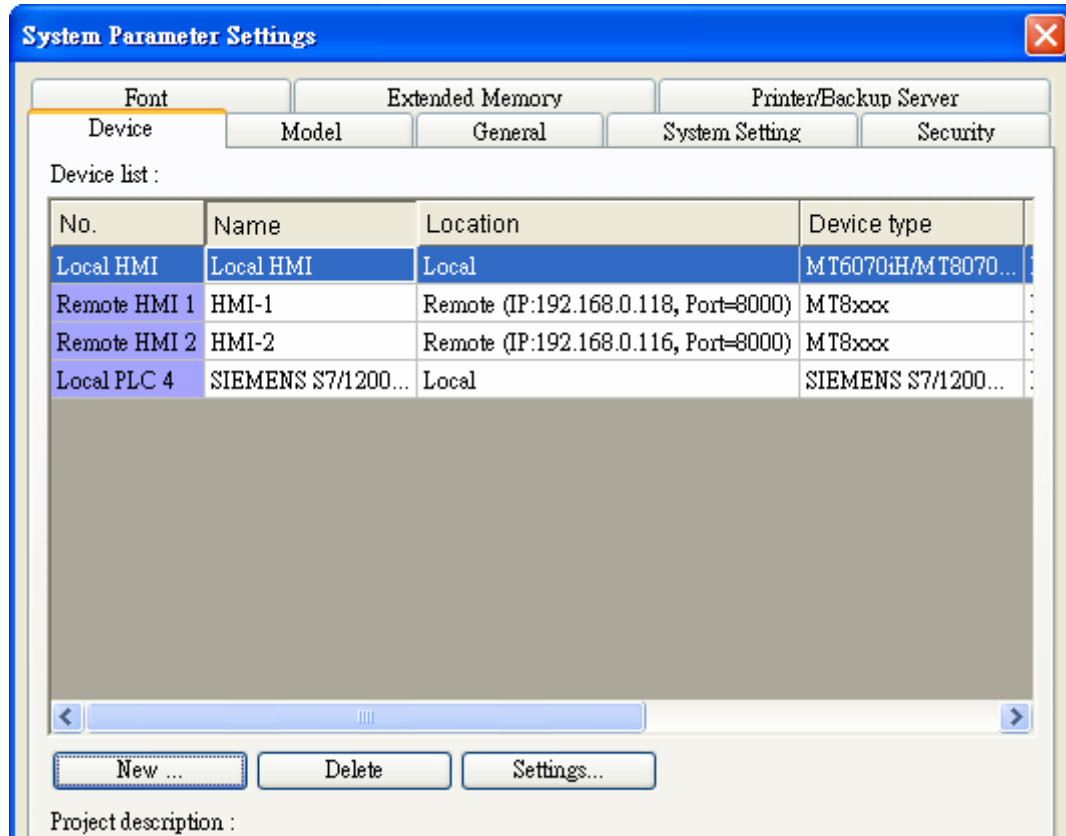 System Parameter Settings
Font Extended Memory Printer/Backup Server
Device Model General System Setting Security
Device list :
No. Name Location Device type
Local HMI Local HMI Local MT6070iH/MT8070...
Remote HMI 1 HMI-1 Remote (IP:192.168.0.118, Port=8000) MT8xxx
Remote HMI 2 HMI-2 Remote (IP:192.168.0.116, Port=8000) MT8xxx
Local PLC 4 SIEMENS S7/1200... Local SIEMENS S7/1200...
New ... Delete Settings...
Project description :